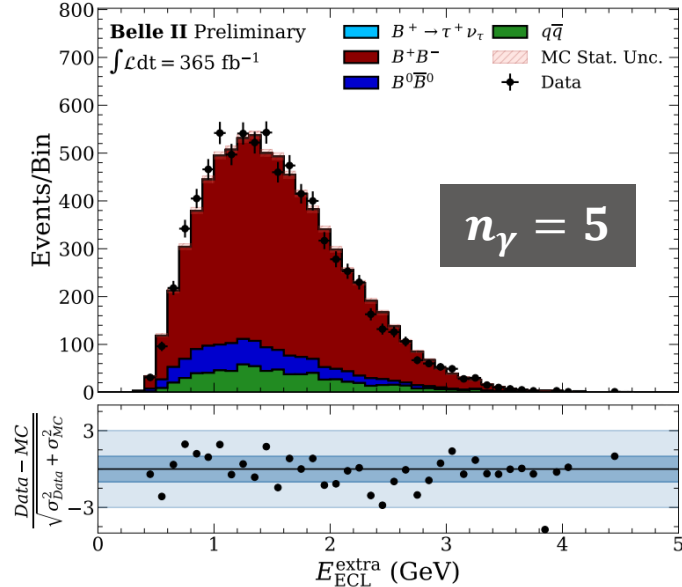 800
700
600
500
400
300
200
100
0
Events/Bin
Belle II Preliminary
∫ℒdt = 365 fb⁻¹
B⁺ → τ⁺ ν_τ
B⁺B⁻
B⁰B̅⁰
qq̅
MC Stat. Unc.
Data
n_γ = 5
3
−3
Data − MC
√σ²_Data + σ²_MC
0 1 2 3 4 5
E^extra_ECL (GeV)